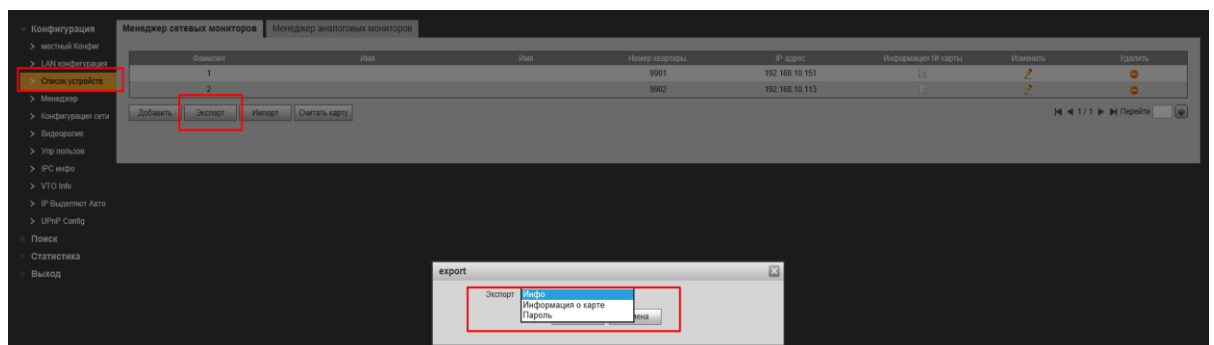 Конфигурация
Менеджер сетевых мониторов Менеджер аналоговых мониторов
> местный Конфиг
> LAN конфигурация
> Список устройств
> Менеджер
> Конфигурация сети
> Видеоролик
> Упр пользов
> IPC инфо
> VTO Info
> IP Выделяют Авто
> UPnP Config
Поиск
Статистика
Выход
Фамилия Имя Имя Номер квартиры. IP адрес Информация № карты Изменить Удалить
1 9901 192.168.10.151
2 9902 192.168.10.113
Добавить Экспорт Импорт Считать карту 1 / 1 Перейти
export
Экспорт Инфо
Информация о карте
Пароль